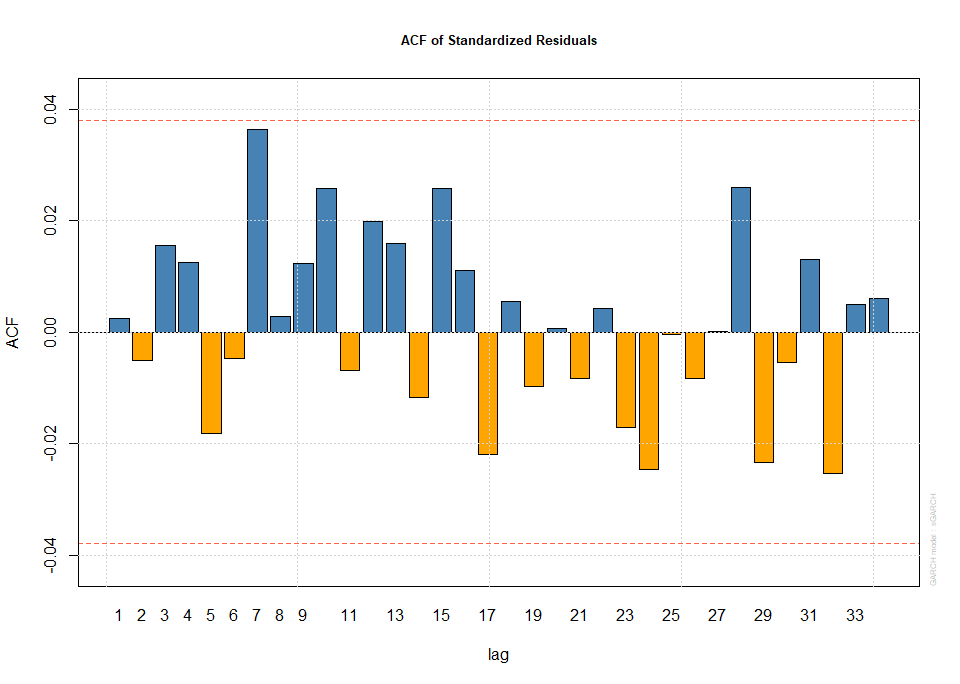 ACF of Standardized Residuals
ACF
0.04
0.02
0.00
-0.02
-0.04
1 2 3 4 5 6 7 8 9 11 13 15 17 19 21 23 25 27 29 31 33
lag
GARCH model : sGARCH